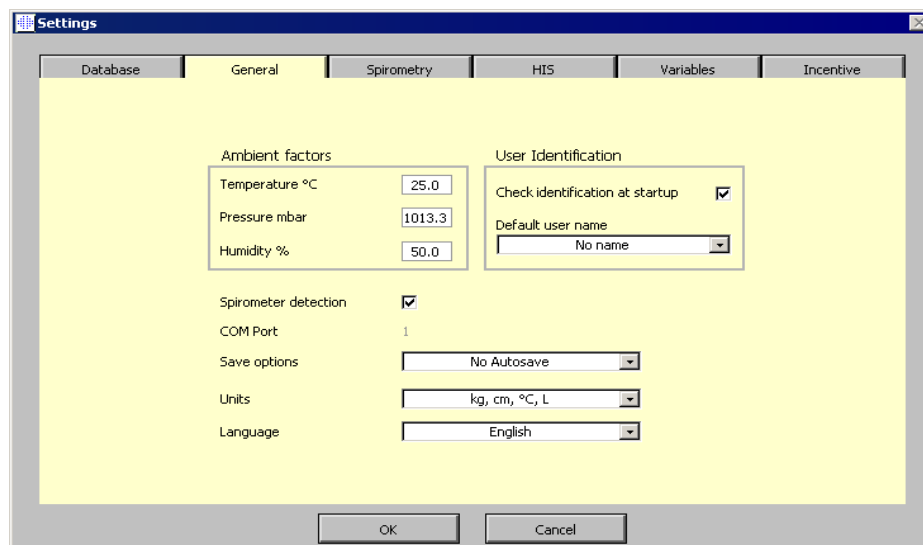 Settings
Database General Spirometry HIS Variables Incentive
Ambient factors
Temperature °C 25.0
Pressure mbar 1013.3
Humidity % 50.0
User Identification
Check identification at startup
Default user name
No name
Spirometer detection
COM Port 1
Save options No Autosave
Units kg, cm, °C, L
Language English
OK Cancel